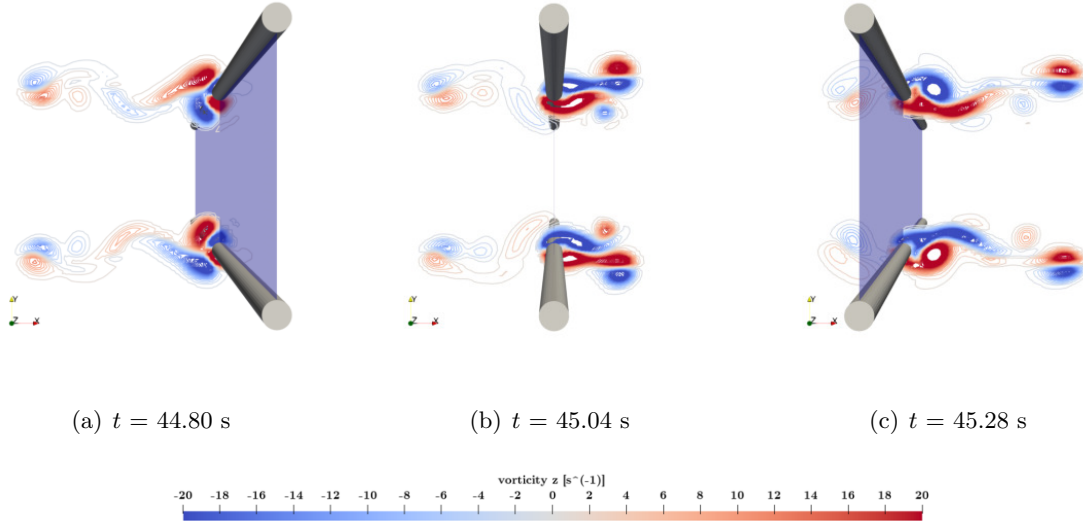 Y
Z X
Y
Z X
Y
Z X
(a) t = 44.80 s
(b) t = 45.04 s
(c) t = 45.28 s
vorticity z [s^(-1)]
-20 -18 -16 -14 -12 -10 -8 -6 -4 -2 0 2 4 6 8 10 12 14 16 18 20